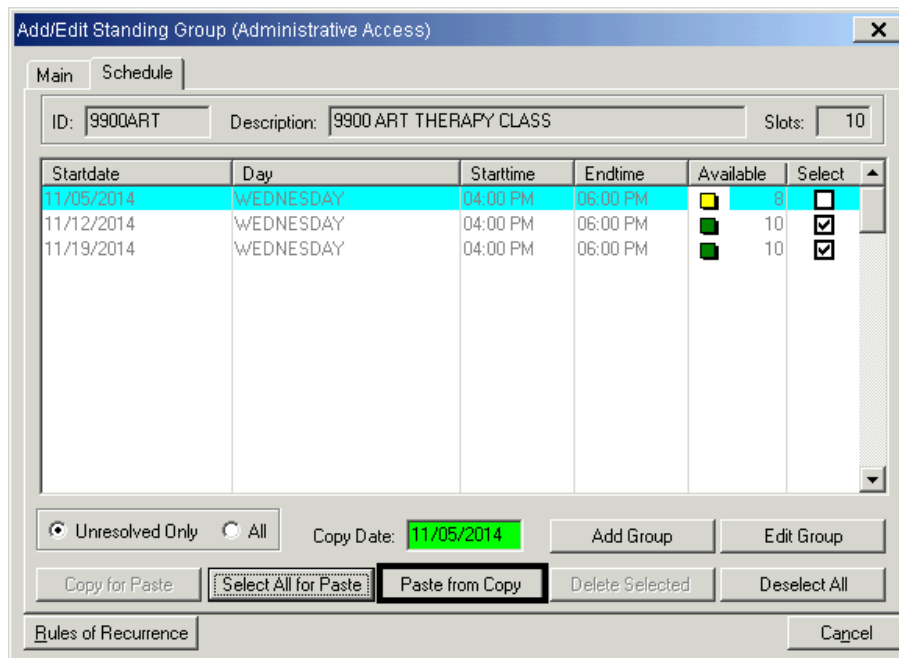 Add/Edit Standing Group (Administrative Access)
Main Schedule
ID: 9900ART Description: 9900 ART THERAPY CLASS Slots: 10
Startdate Day Starttime Endtime Available Select
11/05/2014 WEDNESDAY 04:00 PM 06:00 PM 8
11/12/2014 WEDNESDAY 04:00 PM 06:00 PM 10
11/19/2014 WEDNESDAY 04:00 PM 06:00 PM 10
Unresolved Only All Copy Date: 11/05/2014 Add Group Edit Group
Copy for Paste Select All for Paste Paste from Copy Delete Selected Deselect All
Rules of Recurrence Cancel